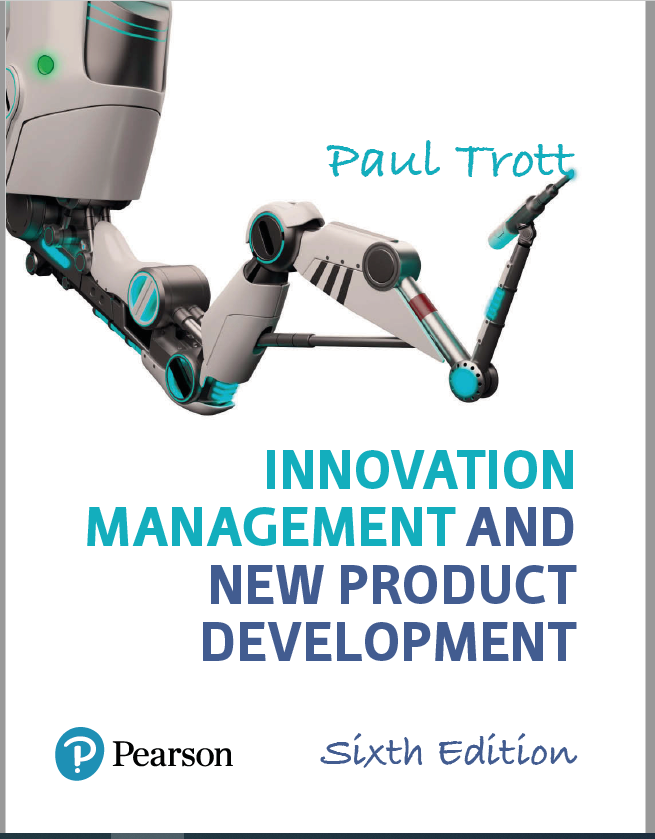 Paul Trott
INNOVATION
MANAGEMENT AND
NEW PRODUCT
DEVELOPMENT
Pearson
Sixth Edition